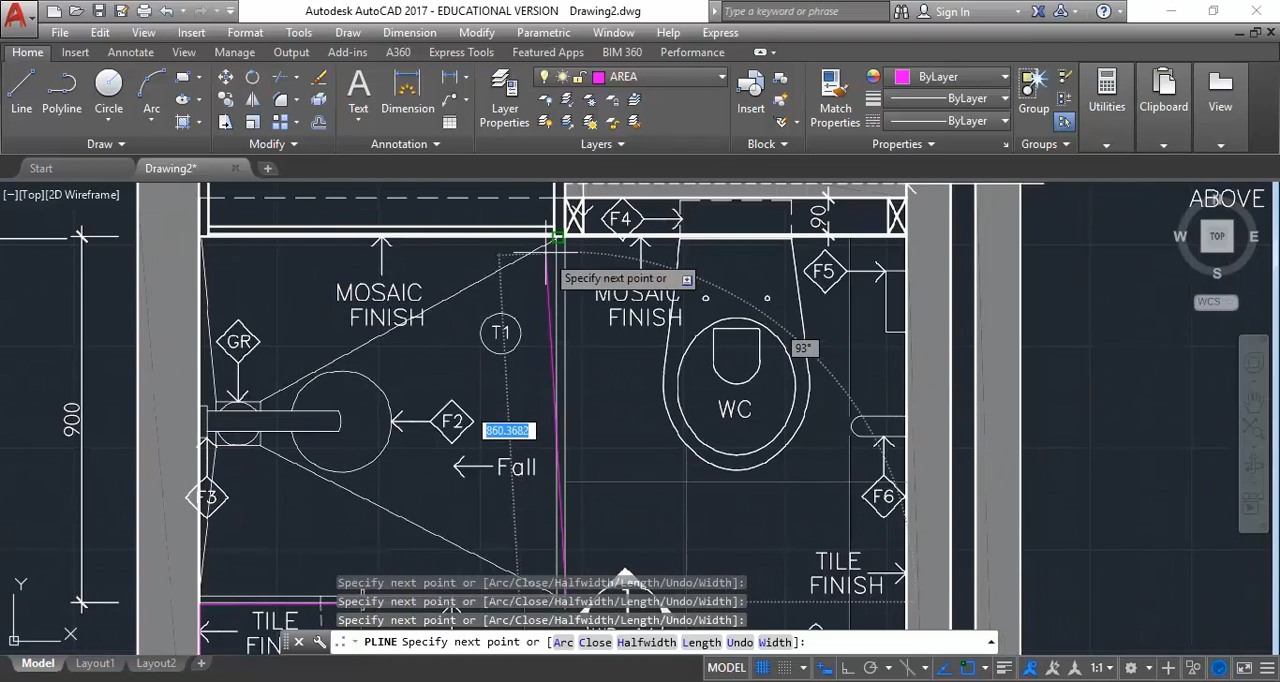 Autodesk AutoCAD 2017 - EDUCATIONAL VERSION Drawing2.dwg
Type a keyword or phrase
Sign In
File Edit View Insert Format Tools Draw Dimension Modify Parametric Window Help Express
Home Insert Annotate View Manage Output Add-ins A360 Express Tools Featured Apps BIM 360 Performance
AREA
ByLayer
Line Polyline Circle Arc Text Dimension Layer Properties Insert Match Properties Group Utilities Clipboard View
ByLayer
ByLayer
Draw Modify Annotation Layers Block Properties Groups
Start Drawing2*
[−][Top][2D Wireframe]
ABOVE
N
W TOP E
S
WCS
F4
90
F5
Specify next point or
MOSAIC
FINISH
MOSAIC
FINISH
T1
GR
93°
900
F2
860.3682
WC
Fall
F3
F6
TILE
FINISH
Y
X
TILE
Specify next point or [Arc/Close/Halfwidth/Length/Undo/Width]:
Specify next point or [Arc/Close/Halfwidth/Length/Undo/Width]:
Specify next point or [Arc/Close/Halfwidth/Length/Undo/Width]:
PLINE Specify next point or [Arc Close Halfwidth Length Undo Width]:
Model Layout1 Layout2 +
MODEL 1:1